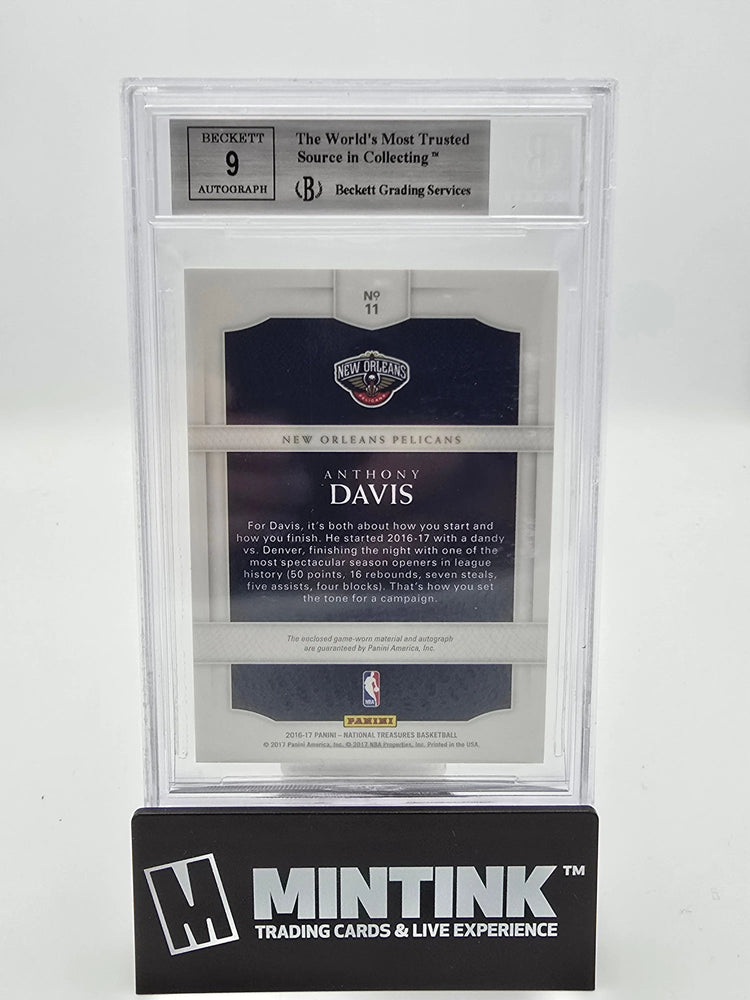 BECKETT
9
AUTOGRAPH
The World's Most Trusted
Source in Collecting™
B
Beckett Grading Services
Nº
11
NEW ORLEANS
PELICANS
NEW ORLEANS PELICANS
ANTHONY
DAVIS
For Davis, it's both about how you start and
how you finish. He started 2016-17 with a dandy
vs. Denver, finishing the night with one of the
most spectacular season openers in league
history (50 points, 16 rebounds, seven steals,
five assists, four blocks). That's how you set
the tone for a campaign.
The enclosed game-worn material and autograph
are guaranteed by Panini America, Inc.
NBA
PANINI
2016-17 PANINI – NATIONAL TREASURES BASKETBALL
© 2017 Panini America, Inc. © 2017 NBA Properties, Inc. Printed in the USA.
M MINTINK™
TRADING CARDS & LIVE EXPERIENCE